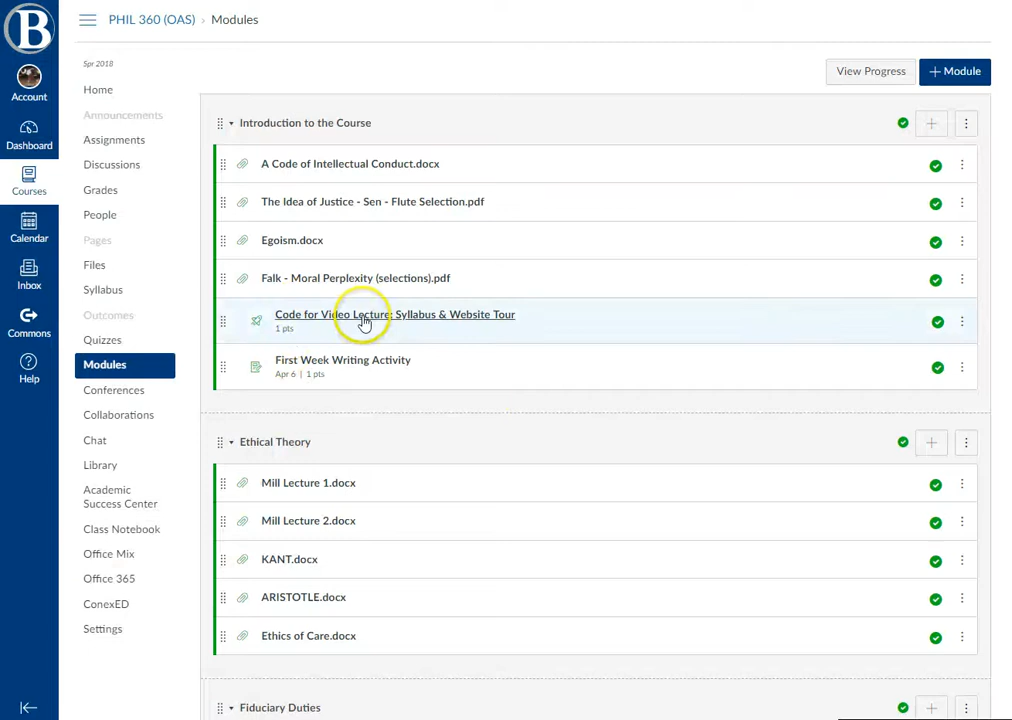 B
PHIL 360 (OAS) › Modules
Account
Dashboard
Courses
Calendar
Inbox
Commons
Help
Spr 2018
Home
Announcements
Assignments
Discussions
Grades
People
Pages
Files
Syllabus
Outcomes
Quizzes
Modules
Conferences
Collaborations
Chat
Library
Academic
Success Center
Class Notebook
Office Mix
Office 365
ConexED
Settings
View Progress
+ Module
Introduction to the Course
A Code of Intellectual Conduct.docx
The Idea of Justice - Sen - Flute Selection.pdf
Egoism.docx
Falk - Moral Perplexity (selections).pdf
Code for Video Lecture: Syllabus & Website Tour
1 pts
First Week Writing Activity
Apr 6 | 1 pts
Ethical Theory
Mill Lecture 1.docx
Mill Lecture 2.docx
KANT.docx
ARISTOTLE.docx
Ethics of Care.docx
Fiduciary Duties